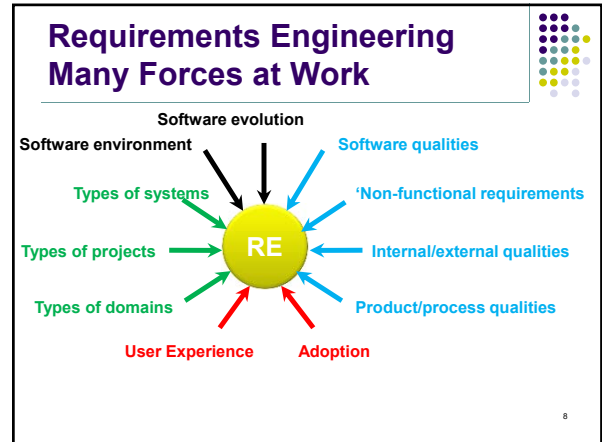 Requirements Engineering
Many Forces at Work
Software evolution
Software environment
Software qualities
Types of systems
‘Non-functional requirements
Types of projects
RE
Internal/external qualities
Types of domains
Product/process qualities
User Experience
Adoption
8